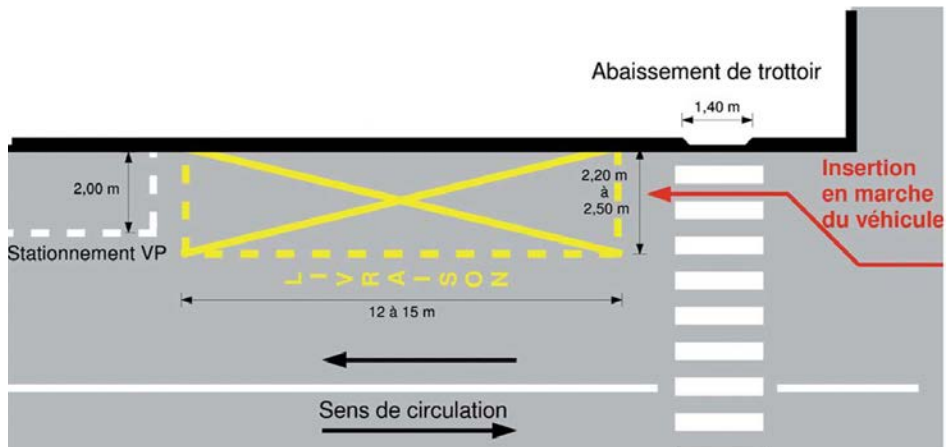 Abaissement de trottoir
1,40 m
2,00 m
2,20 m
à
2,50 m
Insertion
en marche
du véhicule
Stationnement VP
LIVRAISON
12 à 15 m
Sens de circulation